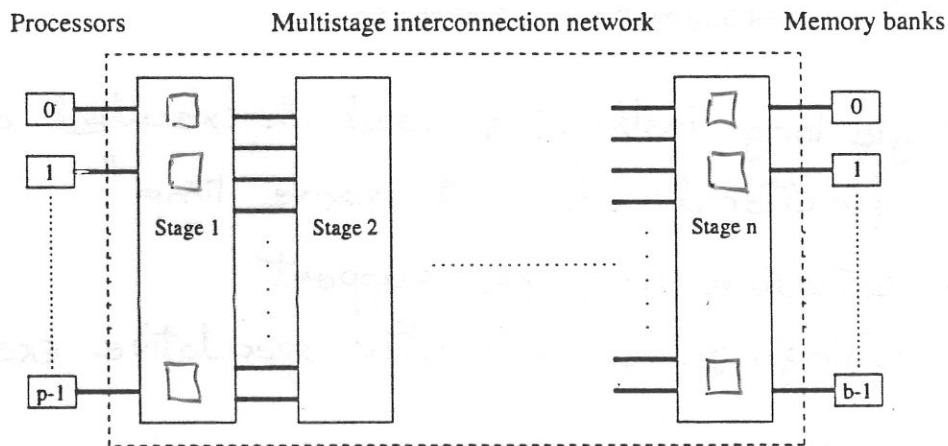 Processors Multistage interconnection network Memory banks
0 0
1 1
Stage 1 Stage 2 Stage n
p-1 b-1